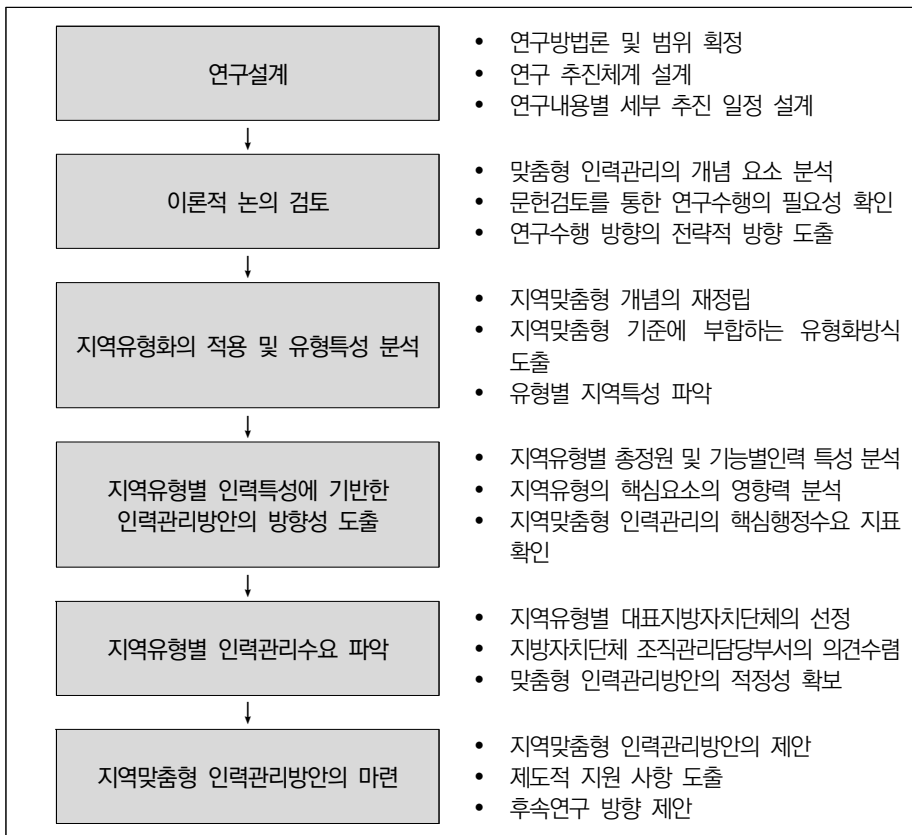 연구설계
• 연구방법론 및 범위 획정
• 연구 추진체계 설계
• 연구내용별 세부 추진 일정 설계
↓
이론적 논의 검토
• 맞춤형 인력관리의 개념 요소 분석
• 문헌검토를 통한 연구수행의 필요성 확인
• 연구수행 방향의 전략적 방향 도출
↓
지역유형화의 적용 및 유형특성 분석
• 지역맞춤형 개념의 재정립
• 지역맞춤형 기준에 부합하는 유형화방식
도출
• 유형별 지역특성 파악
↓
지역유형별 인력특성에 기반한
인력관리방안의 방향성 도출
• 지역유형별 총정원 및 기능별인력 특성 분석
• 지역유형의 핵심요소의 영향력 분석
• 지역맞춤형 인력관리의 핵심행정수요 지표
확인
↓
지역유형별 인력관리수요 파악
• 지역유형별 대표지방자치단체의 선정
• 지방자치단체 조직관리담당부서의 의견수렴
• 맞춤형 인력관리방안의 적정성 확보
↓
지역맞춤형 인력관리방안의 마련
• 지역맞춤형 인력관리방안의 제안
• 제도적 지원 사항 도출
• 후속연구 방향 제안